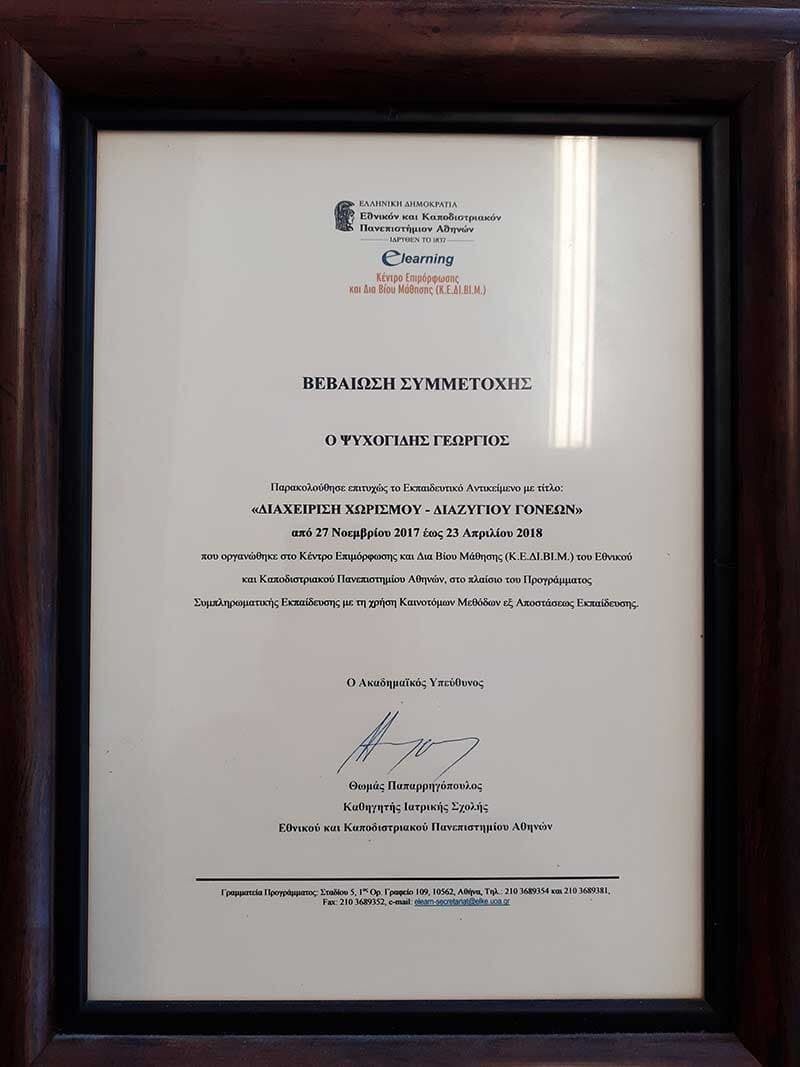 ΕΛΛΗΝΙΚΗ ΔΗΜΟΚΡΑΤΙΑ
Εθνικόν και Καποδιστριακόν
Πανεπιστήμιον Αθηνών
ΙΔΡΥΘΕΝ ΤΟ 1837
elearning
Κέντρο Επιμόρφωσης
και Δια Βίου Μάθησης (Κ.Ε.ΔΙ.ΒΙ.Μ.)
ΒΕΒΑΙΩΣΗ ΣΥΜΜΕΤΟΧΗΣ
Ο ΨΥΧΟΓΙΔΗΣ ΓΕΩΡΓΙΟΣ
Παρακολούθησε επιτυχώς το Εκπαιδευτικό Αντικείμενο με τίτλο:
«ΔΙΑΧΕΙΡΙΣΗ ΧΩΡΙΣΜΟΥ - ΔΙΑΖΥΓΙΟΥ ΓΟΝΕΩΝ»
από 27 Νοεμβρίου 2017 έως 23 Απριλίου 2018
που οργανώθηκε στο Κέντρο Επιμόρφωσης και Δια Βίου Μάθησης (Κ.Ε.ΔΙ.ΒΙ.Μ.) του Εθνικού
και Καποδιστριακού Πανεπιστημίου Αθηνών, στο πλαίσιο του Προγράμματος
Συμπληρωματικής Εκπαίδευσης με τη χρήση Καινοτόμων Μεθόδων εξ Αποστάσεως Εκπαίδευσης.
Ο Ακαδημαϊκός Υπεύθυνος
Θωμάς Παπαρρηγόπουλος
Καθηγητής Ιατρικής Σχολής
Εθνικού και Καποδιστριακού Πανεπιστημίου Αθηνών
Γραμματεία Προγράμματος: Σταδίου 5, 1ος Ορ. Γραφείο 109, 10562, Αθήνα, Τηλ.: 210 3689354 και 210 3689381,
Fax: 210 3689352, e-mail: elearn-secretariat@elke.uoa.gr